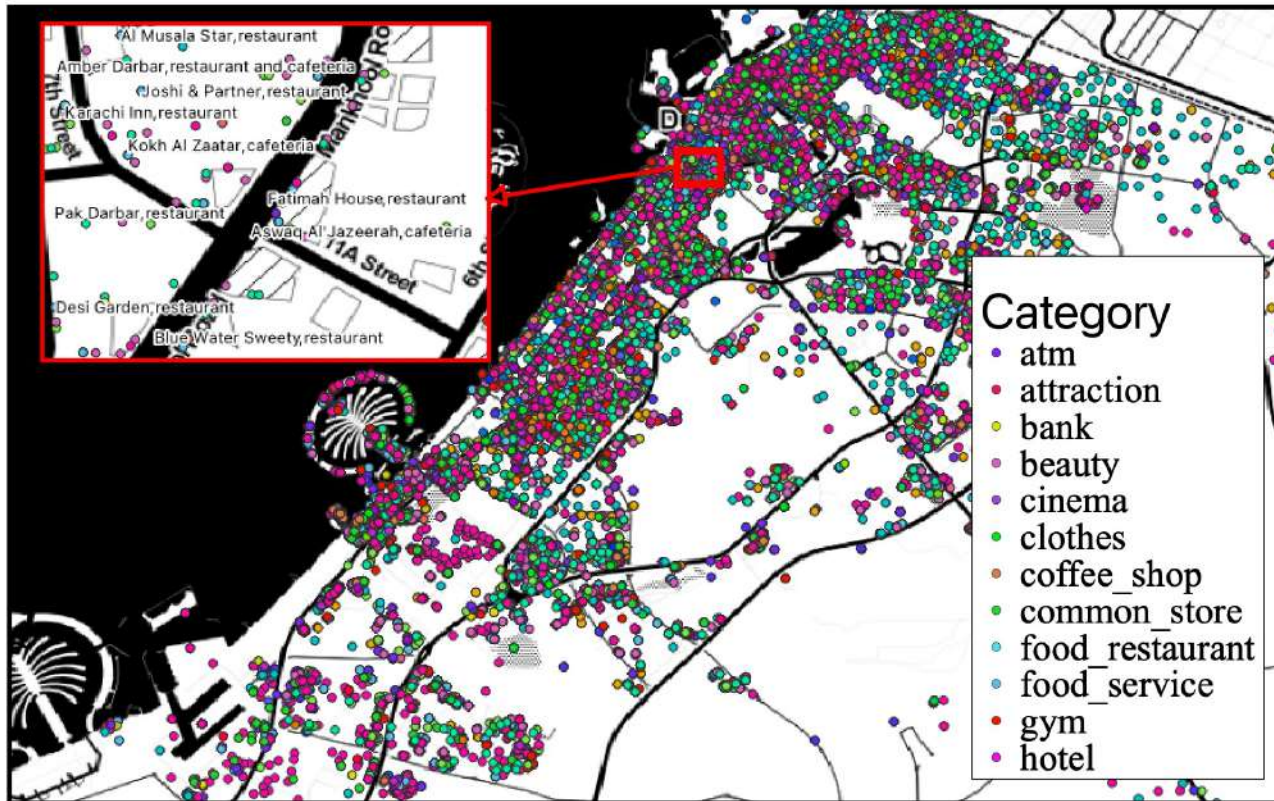 Al Musala Star,restaurant
Amber Darbar,restaurant and cafeteria
Joshi & Partner,restaurant
Karachi Inn,restaurant
Kokh Al Zaatar,cafeteria
7th Street
Mankhool Ro
Fatimah House,restaurant
Pak Darbar,restaurant
Aswaq Al Jazeerah,cafeteria
11A Street
6th
Desi Garden,restaurant
Blue Water Sweety,restaurant
D
Category
atm
attraction
bank
beauty
cinema
clothes
coffee_shop
common_store
food_restaurant
food_service
gym
hotel